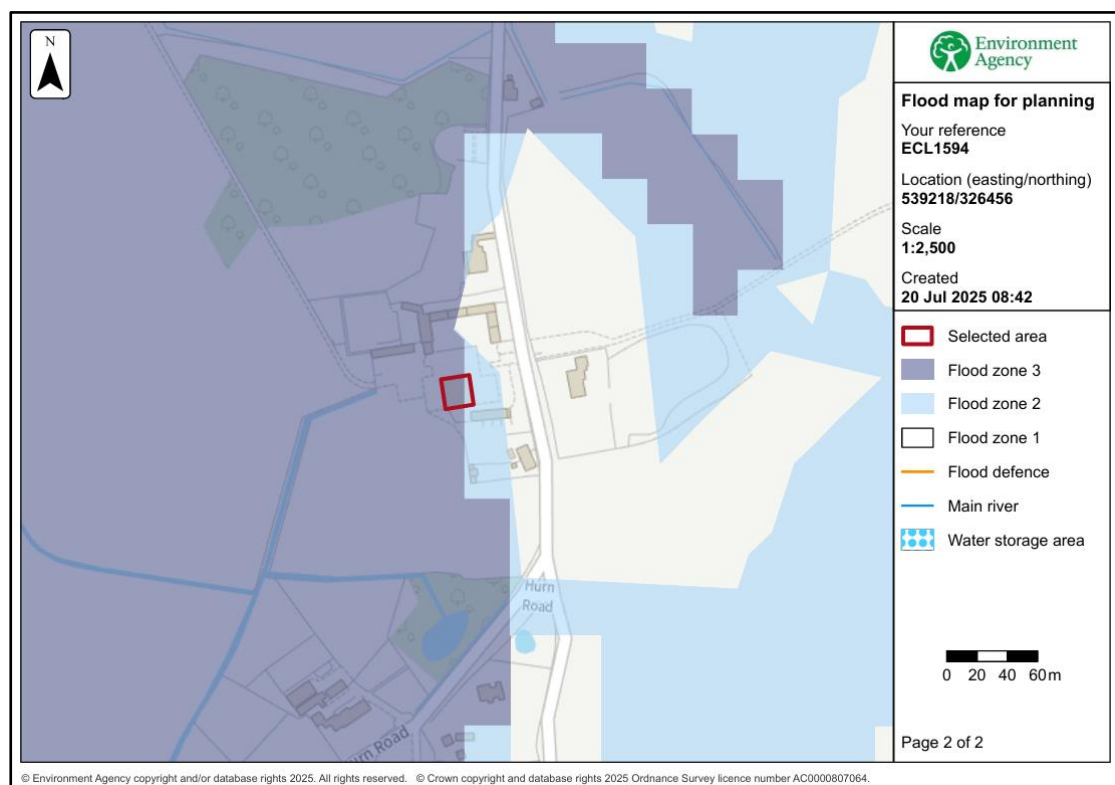 N
Environment
Agency
Flood map for planning
Your reference
ECL1594
Location (easting/northing)
539218/326456
Scale
1:2,500
Created
20 Jul 2025 08:42
Selected area
Flood zone 3
Flood zone 2
Flood zone 1
Flood defence
Main river
Water storage area
0 20 40 60m
Page 2 of 2
Hurn
Road
Hurn Road
© Environment Agency copyright and/or database rights 2025. All rights reserved. © Crown copyright and database rights 2025 Ordnance Survey licence number AC0000807064.